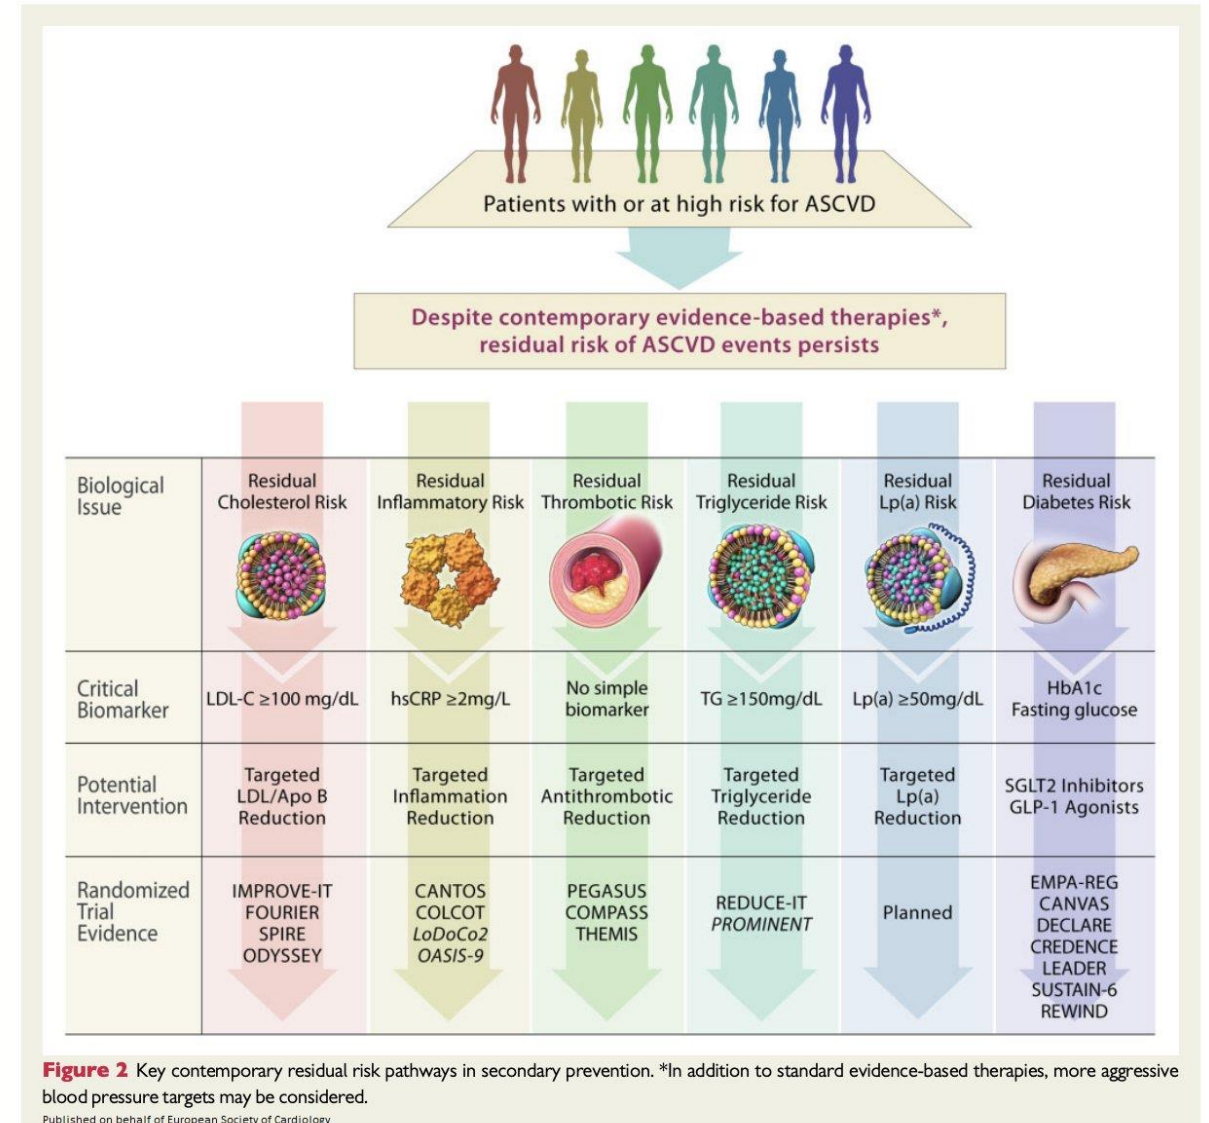 Patients with or at high risk for ASCVD
Despite contemporary evidence-based therapies*,
residual risk of ASCVD events persists
Biological
Issue
Residual
Cholesterol Risk
Residual
Inflammatory Risk
Residual
Thrombotic Risk
Residual
Triglyceride Risk
Residual
Lp(a) Risk
Residual
Diabetes Risk
Critical
Biomarker
LDL-C ≥100 mg/dL
hsCRP ≥2mg/L
No simple
biomarker
TG ≥150mg/dL
Lp(a) ≥50mg/dL
HbA1c
Fasting glucose
Potential
Intervention
Targeted
LDL/Apo B
Reduction
Targeted
Inflammation
Reduction
Targeted
Antithrombotic
Reduction
Targeted
Triglyceride
Reduction
Targeted
Lp(a)
Reduction
SGLT2 Inhibitors
GLP-1 Agonists
Randomized
Trial
Evidence
IMPROVE-IT
FOURIER
SPIRE
ODYSSEY
CANTOS
COLCOT
LoDoCo2
OASIS-9
PEGASUS
COMPASS
THEMIS
REDUCE-IT
PROMINENT
Planned
EMPA-REG
CANVAS
DECLARE
CREDENCE
LEADER
SUSTAIN-6
REWIND
Figure 2 Key contemporary residual risk pathways in secondary prevention. *In addition to standard evidence-based therapies, more aggressive
blood pressure targets may be considered.
Published on behalf of European Society of Cardiology